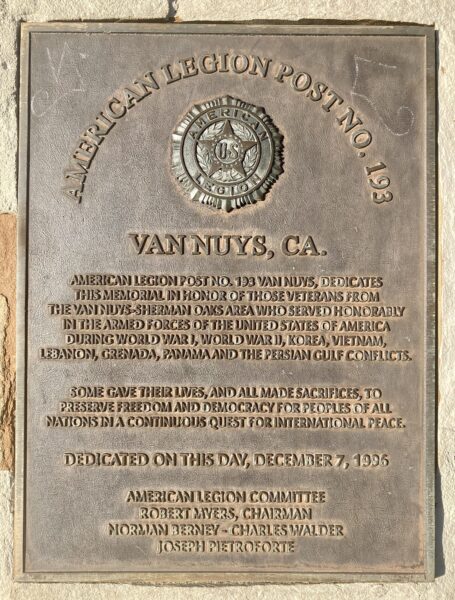 AMERICAN LEGION POST NO. 193
AMERICAN
U.S.
LEGION
VAN NUYS, CA.
AMERICAN LEGION POST NO. 193 VAN NUYS, DEDICATES
THIS MEMORIAL IN HONOR OF THOSE VETERANS FROM
THE VAN NUYS-SHERMAN OAKS AREA WHO SERVED HONORABLY
IN THE ARMED FORCES OF THE UNITED STATES OF AMERICA
DURING WORLD WAR I, WORLD WAR II, KOREA, VIETNAM,
LEBANON, GRENADA, PANAMA AND THE PERSIAN GULF CONFLICTS.
SOME GAVE THEIR LIVES, AND ALL MADE SACRIFICES, TO
PRESERVE FREEDOM AND DEMOCRACY FOR PEOPLES OF ALL
NATIONS IN A CONTINUOUS QUEST FOR INTERNATIONAL PEACE.
DEDICATED ON THIS DAY, DECEMBER 7, 1996
AMERICAN LEGION COMMITTEE
ROBERT MYERS, CHAIRMAN
NORMAN BERNEY - CHARLES WALDER
JOSEPH PIETROFORTE